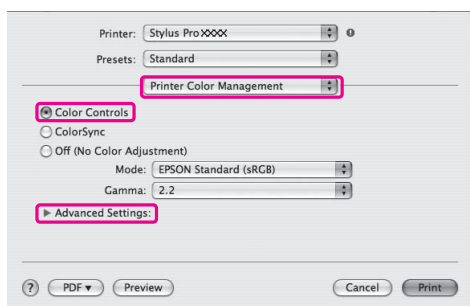 Printer: Stylus Pro XXXX
Presets: Standard
Printer Color Management
Color Controls
ColorSync
Off (No Color Adjustment)
Mode: EPSON Standard (sRGB)
Gamma: 2.2
Advanced Settings:
? PDF Preview Cancel Print